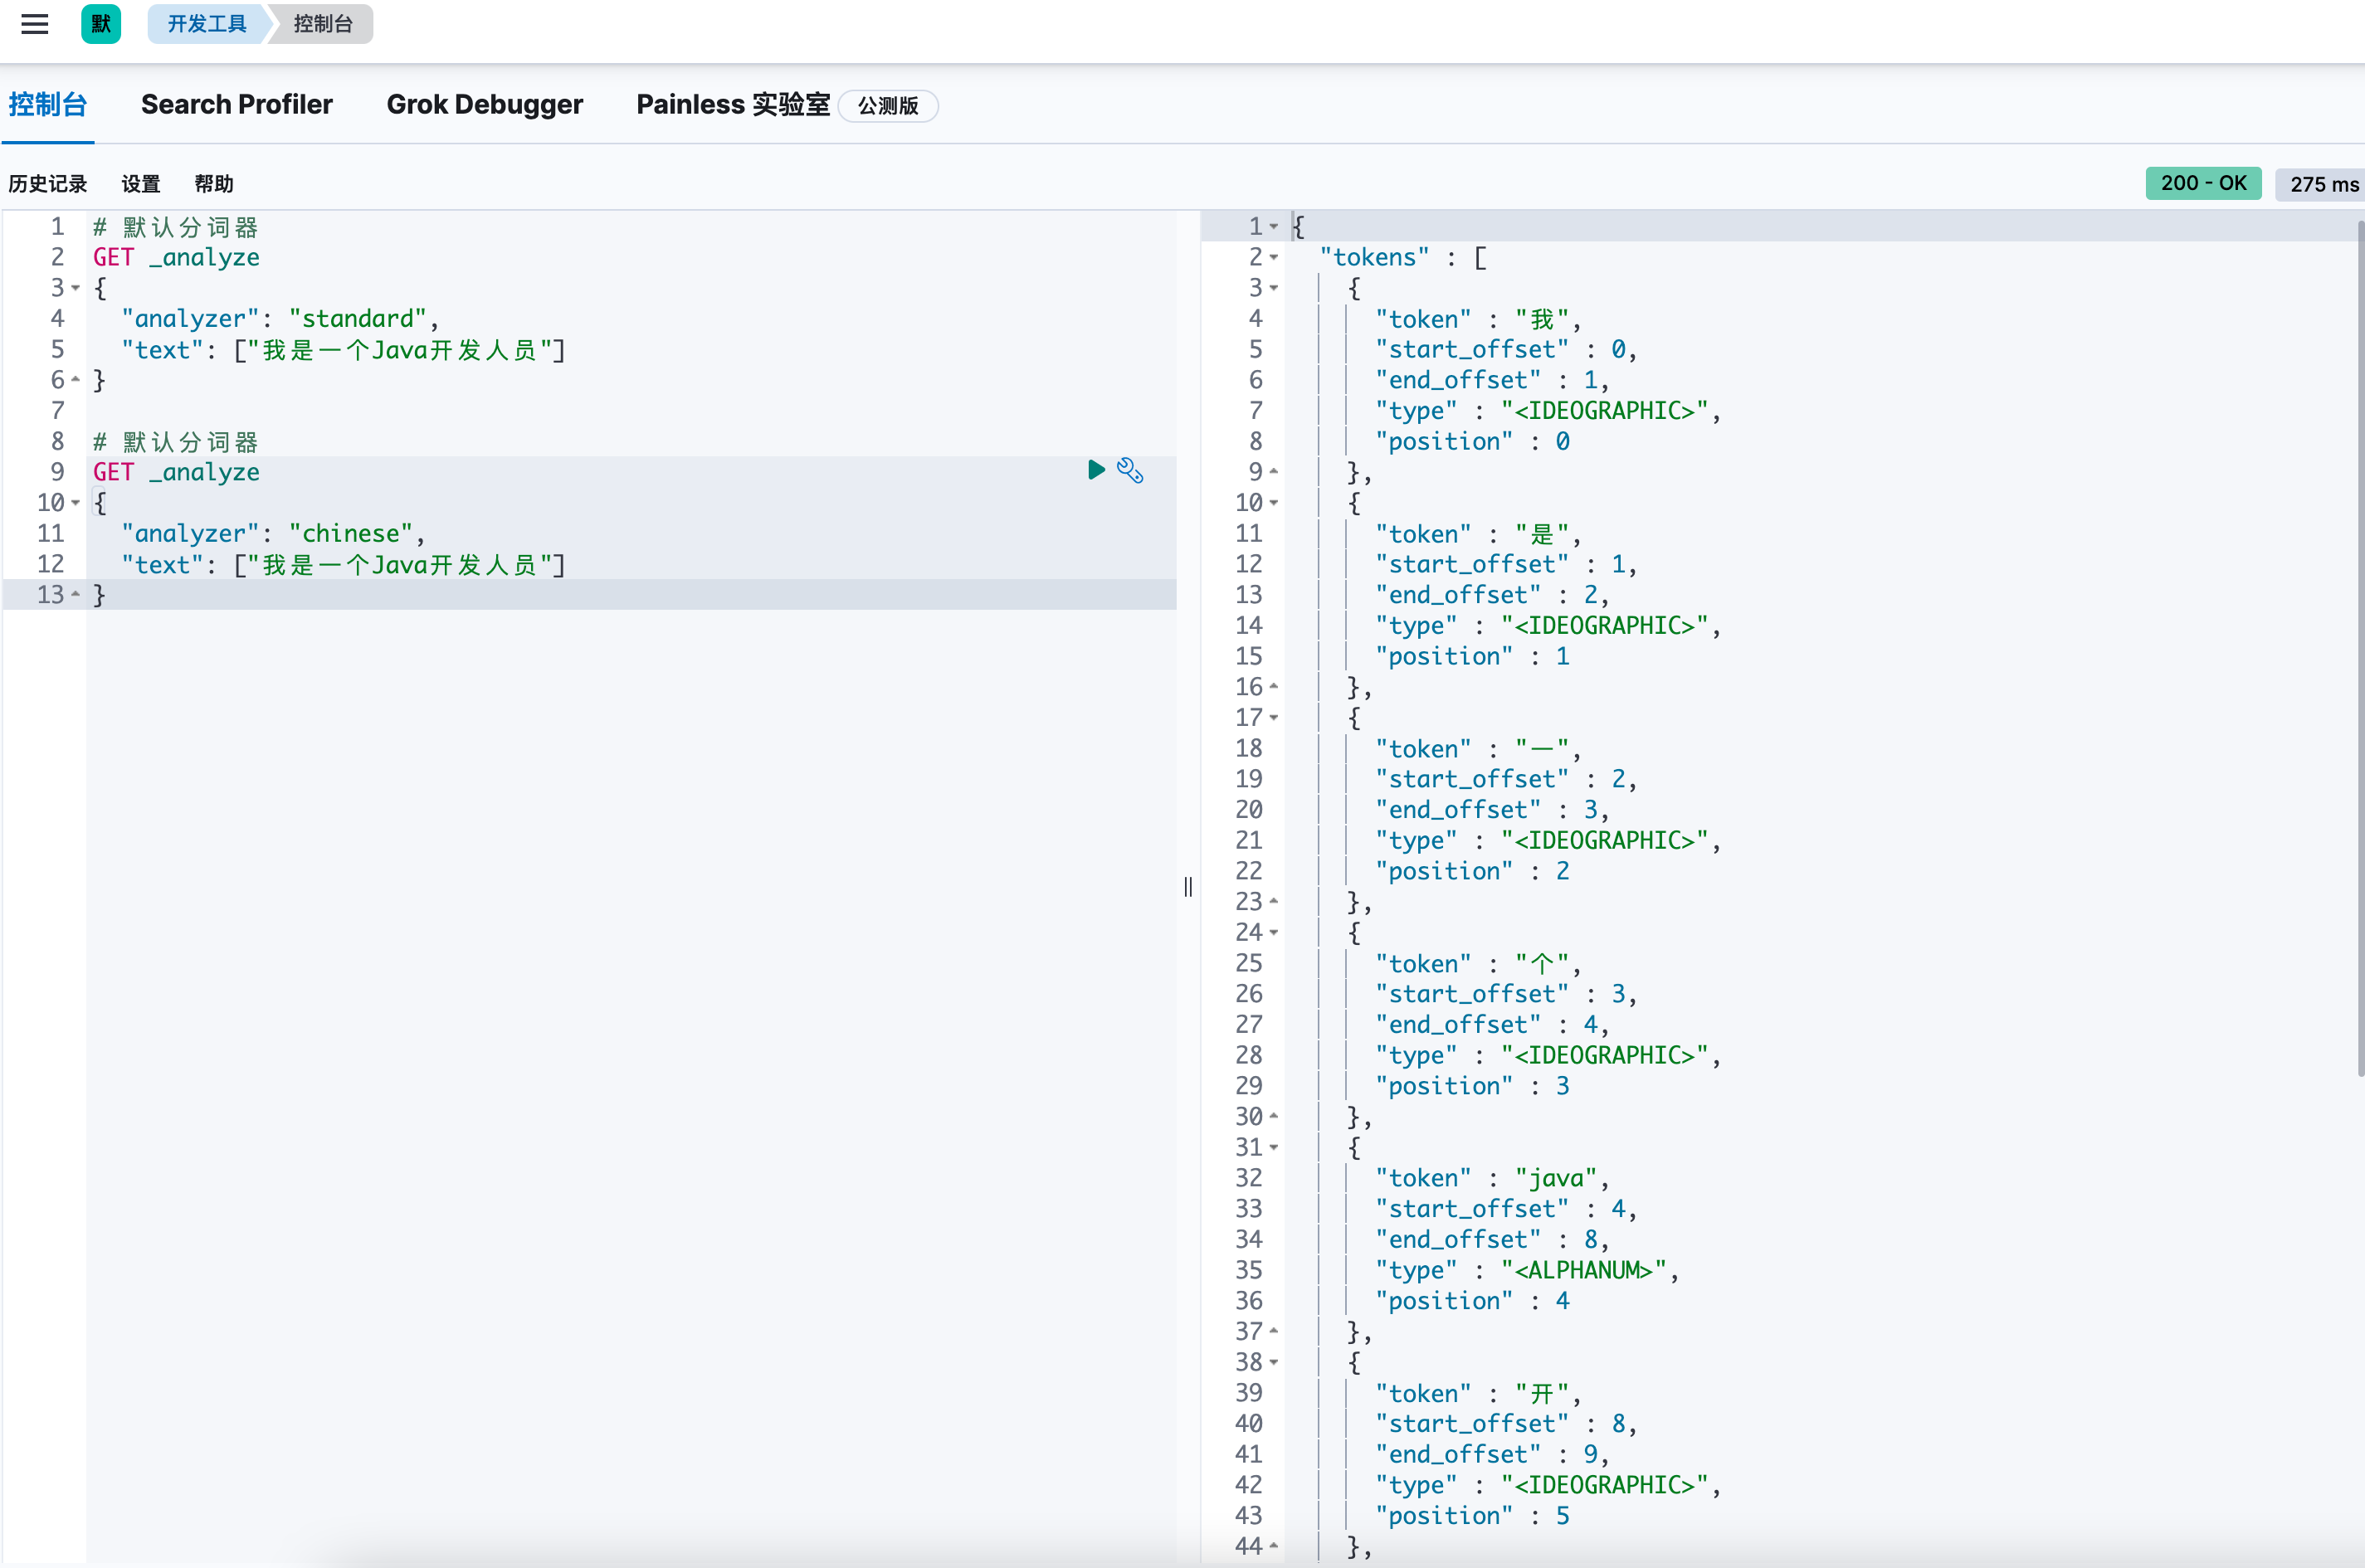 默 开发工具 控制台
控制台 Search Profiler Grok Debugger Painless 实验室 公测版
历史记录 设置 帮助 200 - OK 275 ms
1 # 默认分词器
2 GET _analyze
3 {
4 "analyzer": "standard",
5 "text": ["我是一个Java开发人员"]
6 }
7
8 # 默认分词器
9 GET _analyze
10 {
11 "analyzer": "chinese",
12 "text": ["我是一个Java开发人员"]
13 }
1 {
2 "tokens" : [
3 {
4 "token" : "我",
5 "start_offset" : 0,
6 "end_offset" : 1,
7 "type" : "<IDEOGRAPHIC>",
8 "position" : 0
9 },
10 {
11 "token" : "是",
12 "start_offset" : 1,
13 "end_offset" : 2,
14 "type" : "<IDEOGRAPHIC>",
15 "position" : 1
16 },
17 {
18 "token" : "一",
19 "start_offset" : 2,
20 "end_offset" : 3,
21 "type" : "<IDEOGRAPHIC>",
22 "position" : 2
23 },
24 {
25 "token" : "个",
26 "start_offset" : 3,
27 "end_offset" : 4,
28 "type" : "<IDEOGRAPHIC>",
29 "position" : 3
30 },
31 {
32 "token" : "java",
33 "start_offset" : 4,
34 "end_offset" : 8,
35 "type" : "<ALPHANUM>",
36 "position" : 4
37 },
38 {
39 "token" : "开",
40 "start_offset" : 8,
41 "end_offset" : 9,
42 "type" : "<IDEOGRAPHIC>",
43 "position" : 5
44 },